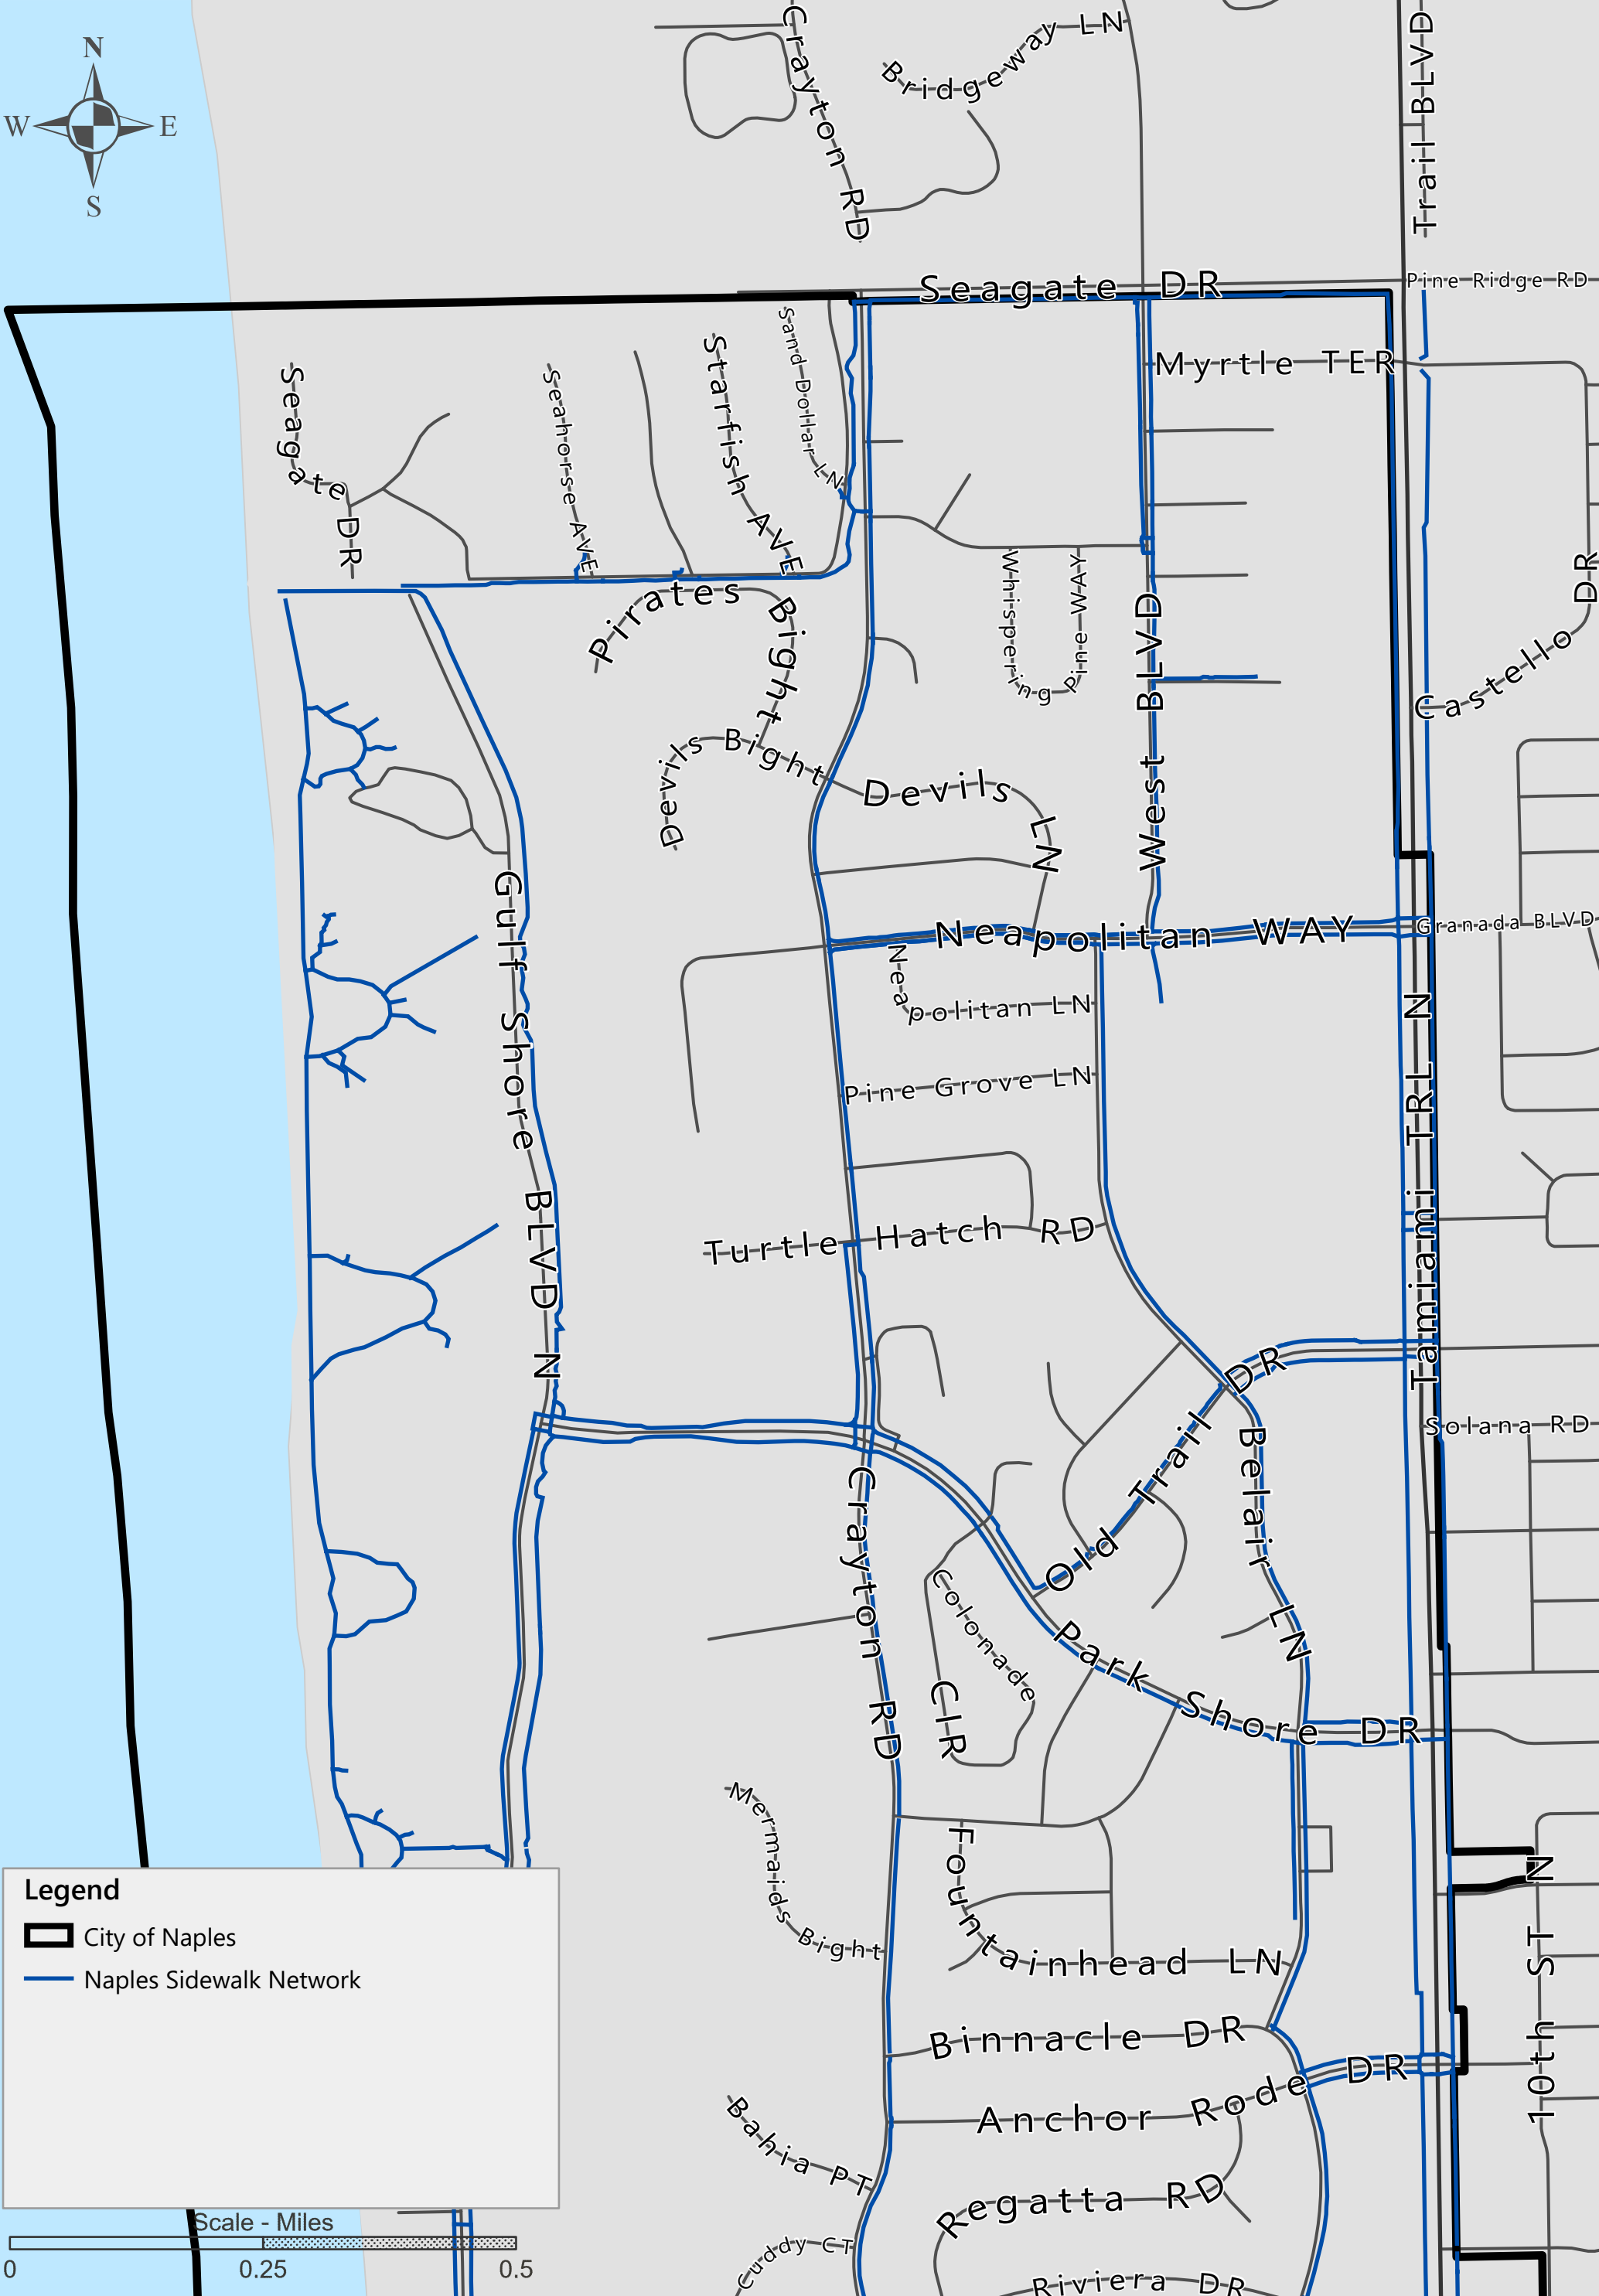 N
W E
S
Crayton RD
Bridgeway LN
Trail BLVD
Seagate DR
Pine Ridge RD
Myrtle TER
Seagate DR
Seahorse AVE
Starfish AVE
Sand Dollar LN
Pirates Bight
Devils Bight
Devils LN
Whispering Pine WAY
West BLVD
Castello DR
Gulf Shore BLVD N
Neapolitan WAY
Granada BLVD
Neapolitan LN
Pine Grove LN
Turtle Hatch RD
Tamiami TRL N
Old Trail DR
Solana RD
Belair LN
Crayton RD
Colonade CIR
Park Shore DR
Mermaids Bight
Fountainhead LN
10th ST N
Binnacle DR
Anchor Rode DR
Bahia PT
Regatta RD
Cuddy CT
Riviera DR
Legend
City of Naples
Naples Sidewalk Network
Scale - Miles
0 0.25 0.5